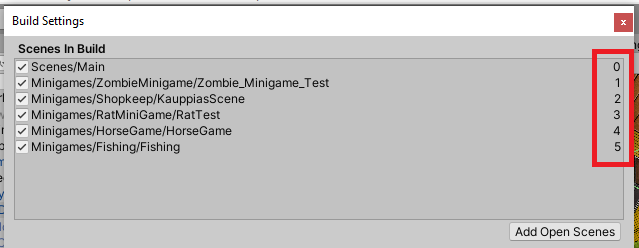 Build Settings
x
Scenes In Build
Scenes/Main 0
Minigames/ZombieMinigame/Zombie_Minigame_Test 1
Minigames/Shopkeep/KauppiasScene 2
Minigames/RatMiniGame/RatTest 3
Minigames/HorseGame/HorseGame 4
Minigames/Fishing/Fishing 5
Add Open Scenes